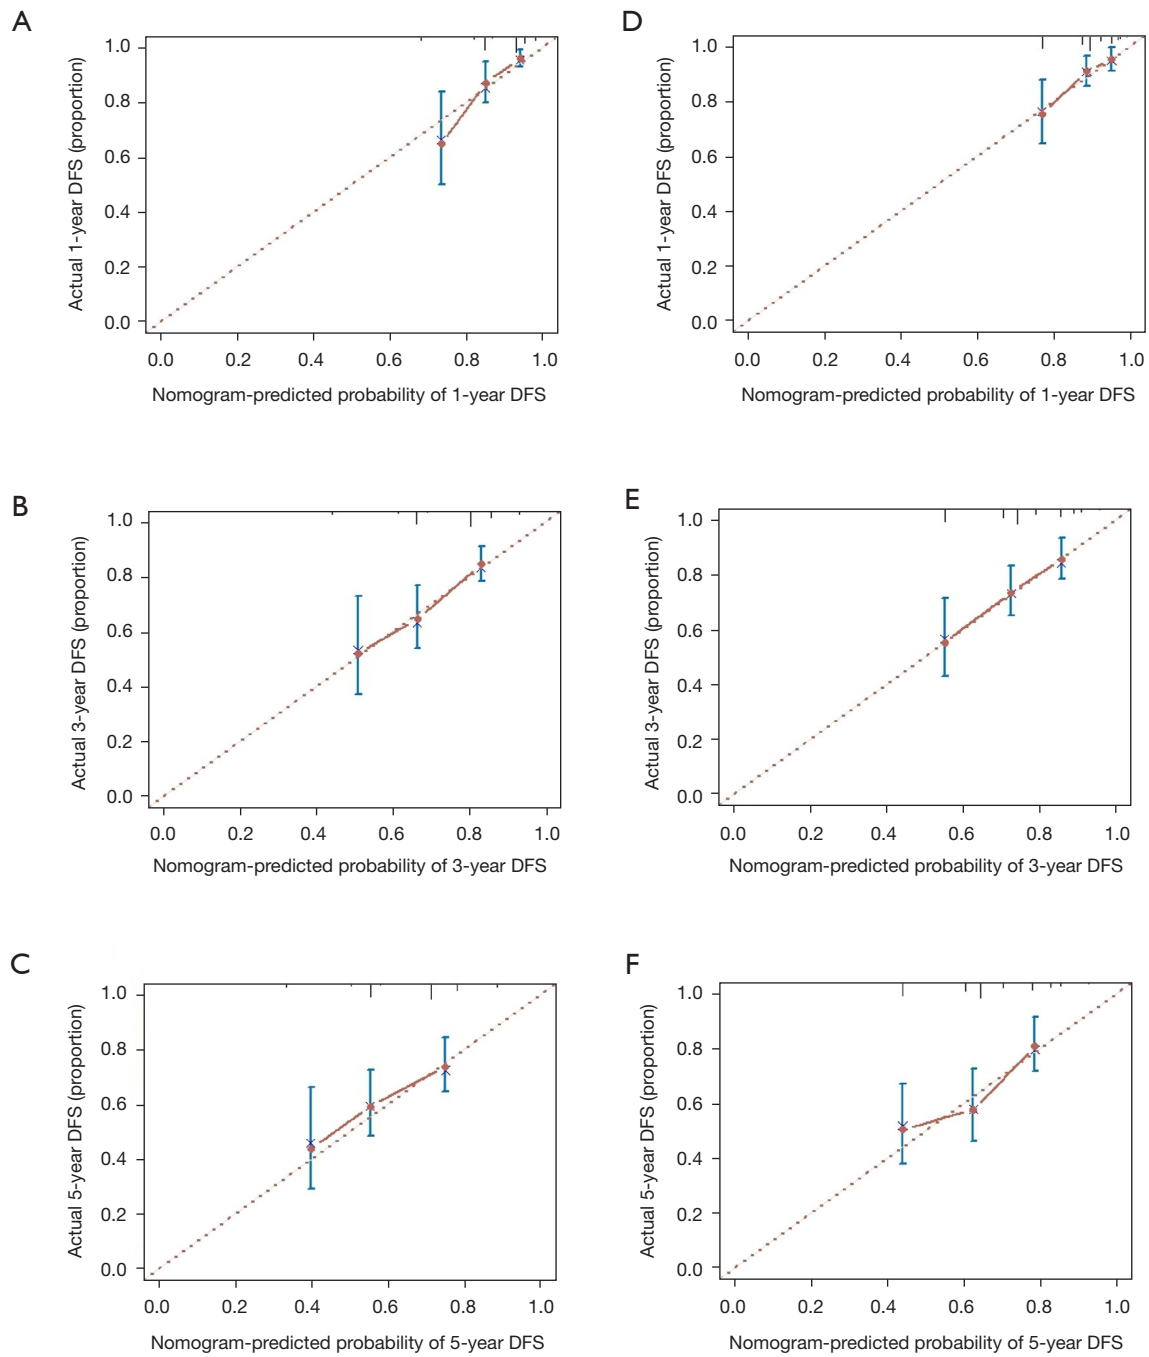 A
Actual 1-year DFS (proportion)
1.0
0.8
0.6
0.4
0.2
0.0
0.0 0.2 0.4 0.6 0.8 1.0
Nomogram-predicted probability of 1-year DFS
D
Actual 1-year DFS (proportion)
1.0
0.8
0.6
0.4
0.2
0.0
0.0 0.2 0.4 0.6 0.8 1.0
Nomogram-predicted probability of 1-year DFS
B
Actual 3-year DFS (proportion)
1.0
0.8
0.6
0.4
0.2
0.0
0.0 0.2 0.4 0.6 0.8 1.0
Nomogram-predicted probability of 3-year DFS
E
Actual 3-year DFS (proportion)
1.0
0.8
0.6
0.4
0.2
0.0
0.0 0.2 0.4 0.6 0.8 1.0
Nomogram-predicted probability of 3-year DFS
C
Actual 5-year DFS (proportion)
1.0
0.8
0.6
0.4
0.2
0.0
0.0 0.2 0.4 0.6 0.8 1.0
Nomogram-predicted probability of 5-year DFS
F
Actual 5-year DFS (proportion)
1.0
0.8
0.6
0.4
0.2
0.0
0.0 0.2 0.4 0.6 0.8 1.0
Nomogram-predicted probability of 5-year DFS